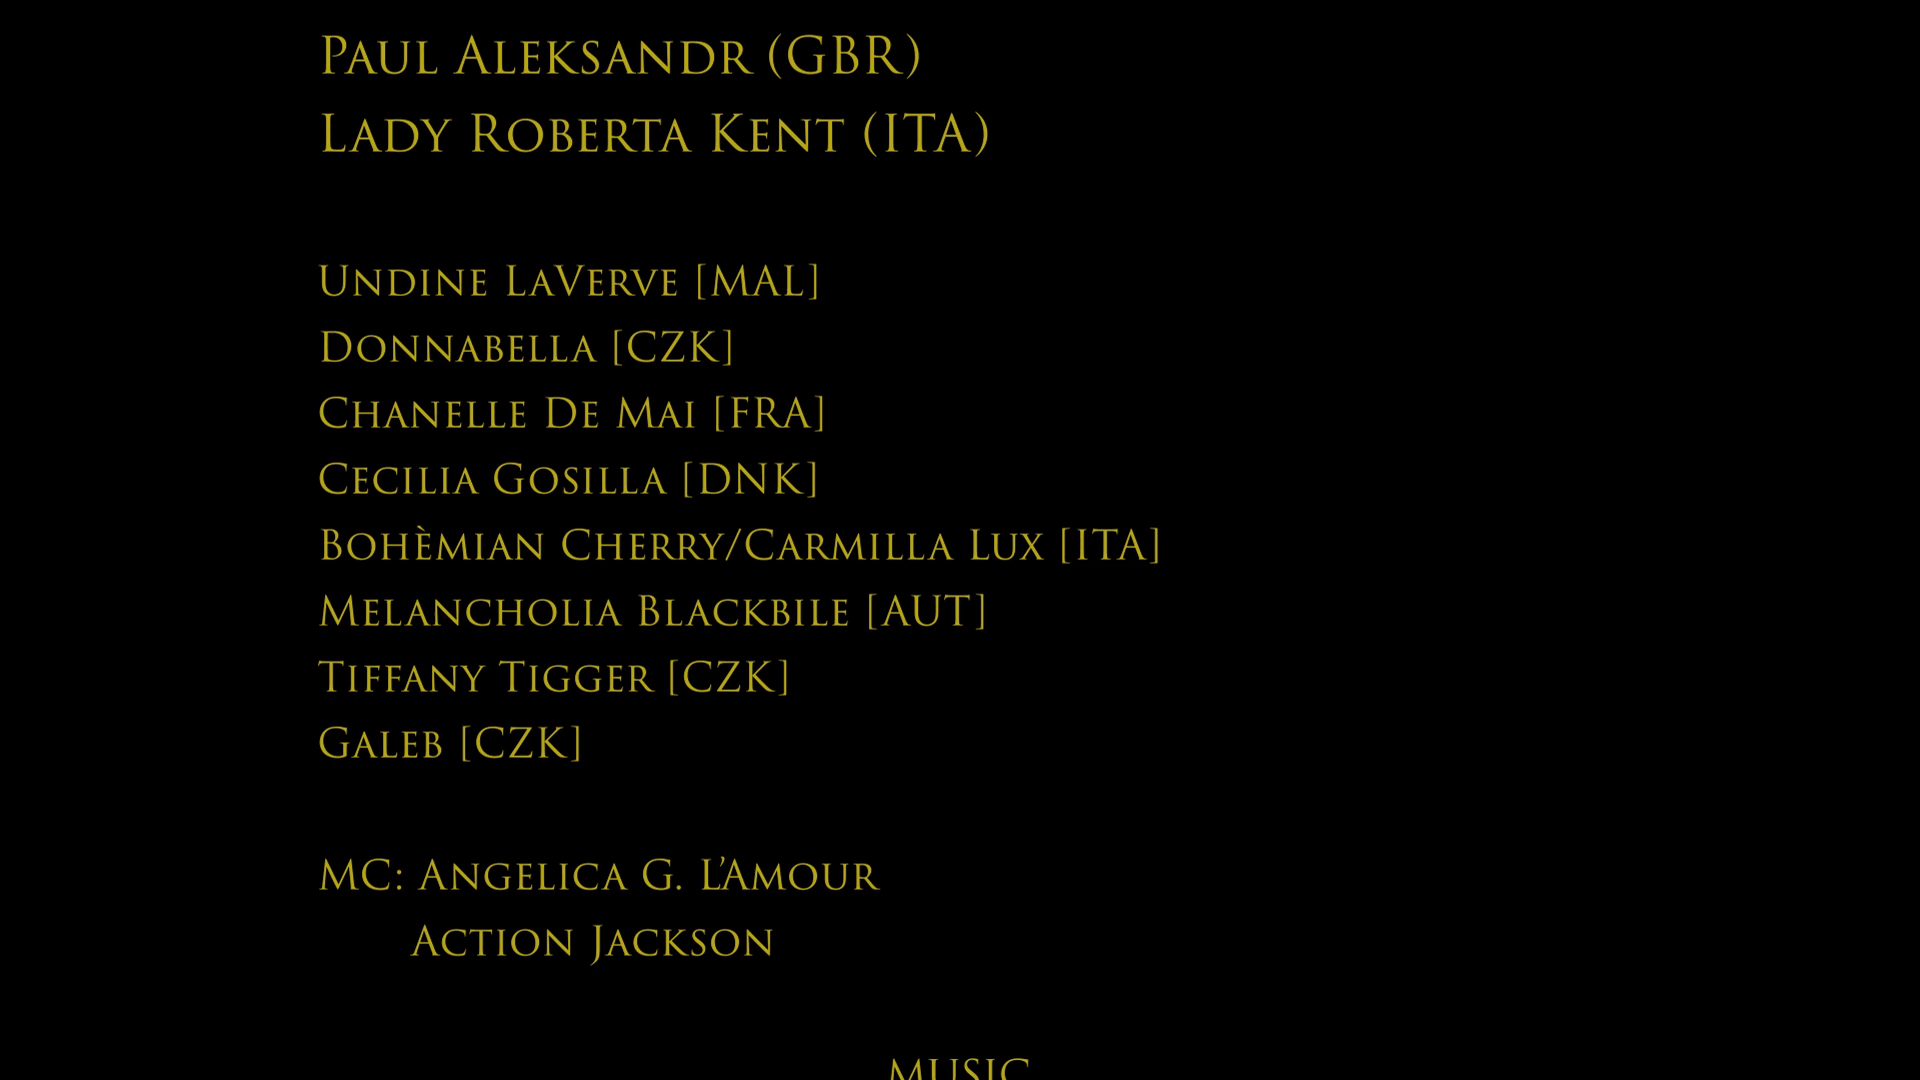 Paul Aleksandr (GBR)
Lady Roberta Kent (ITA)
Undine LaVerve [MAL]
Donnabella [CZK]
Chanelle De Mai [FRA]
Cecilia Gosilla [DNK]
Bohèmian Cherry/Carmilla Lux [ITA]
Melancholia Blackbile [AUT]
Tiffany Tigger [CZK]
Galeb [CZK]
MC: Angelica G. L’Amour
Action Jackson
MUSIC